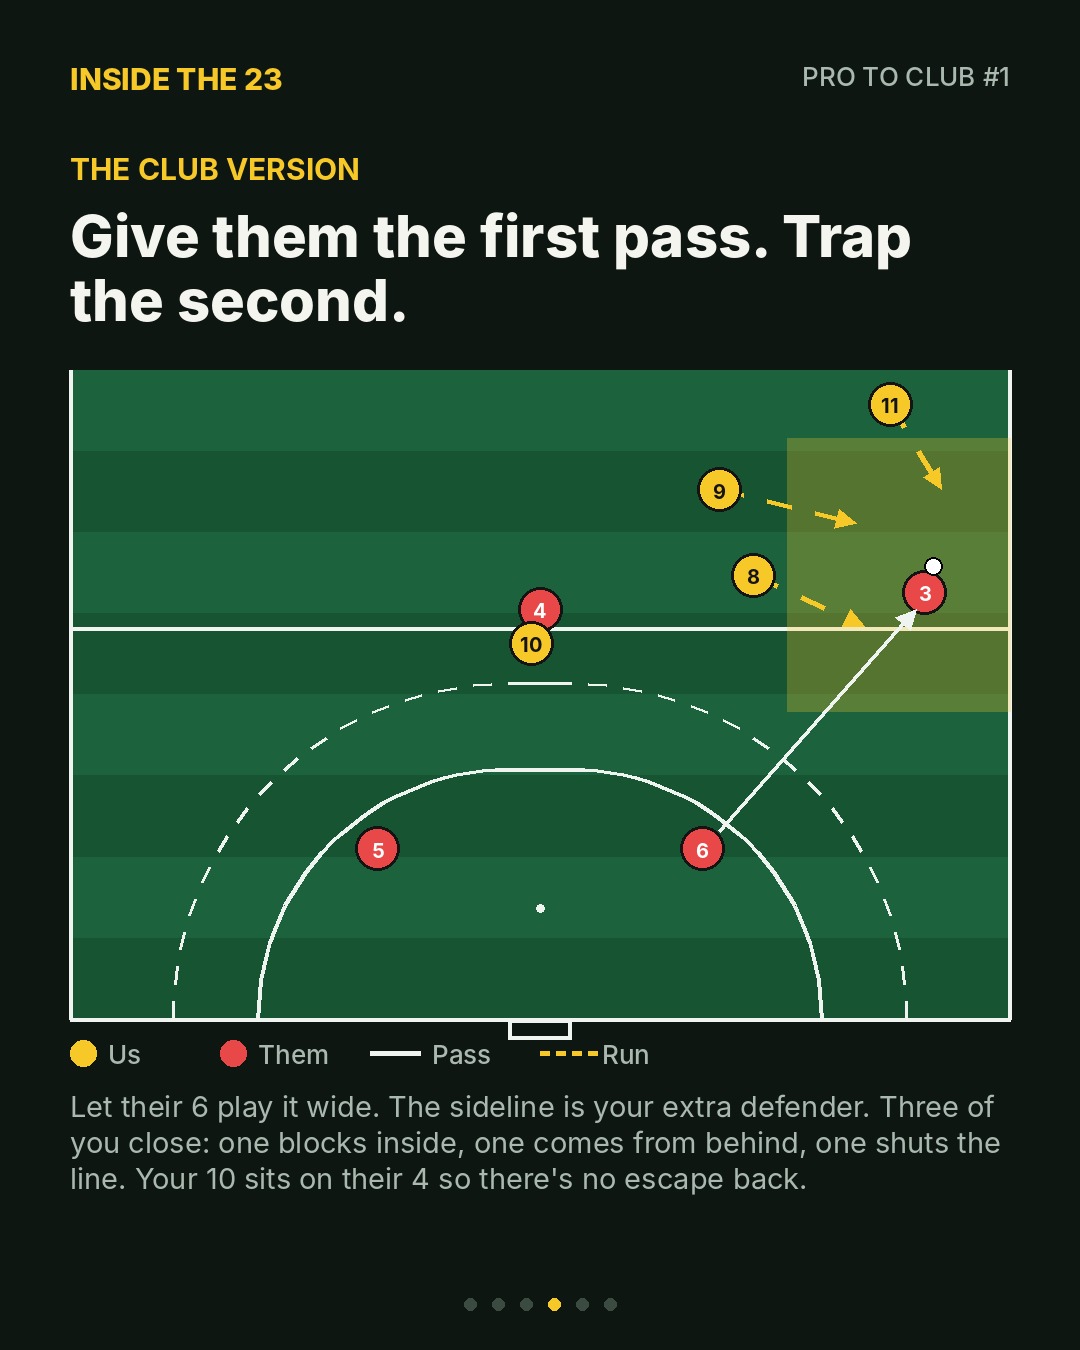 INSIDE THE 23
PRO TO CLUB #1
THE CLUB VERSION
Give them the first pass. Trap
the second.
11
9
8
3
4
10
5
6
Us
Them
Pass
Run
Let their 6 play it wide. The sideline is your extra defender. Three of
you close: one blocks inside, one comes from behind, one shuts the
line. Your 10 sits on their 4 so there's no escape back.